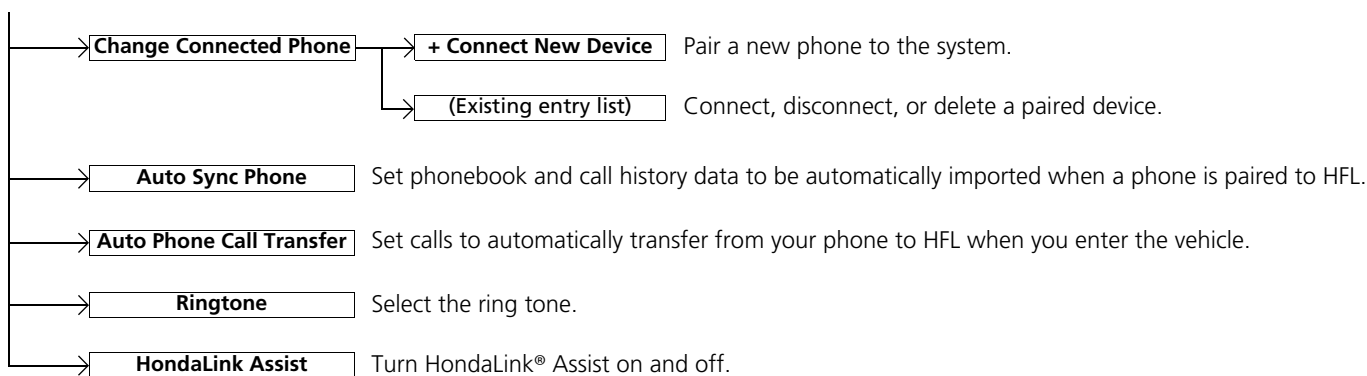 Change Connected Phone + Connect New Device Pair a new phone to the system.
(Existing entry list) Connect, disconnect, or delete a paired device.
Auto Sync Phone Set phonebook and call history data to be automatically imported when a phone is paired to HFL.
Auto Phone Call Transfer Set calls to automatically transfer from your phone to HFL when you enter the vehicle.
Ringtone Select the ring tone.
HondaLink Assist Turn HondaLink® Assist on and off.